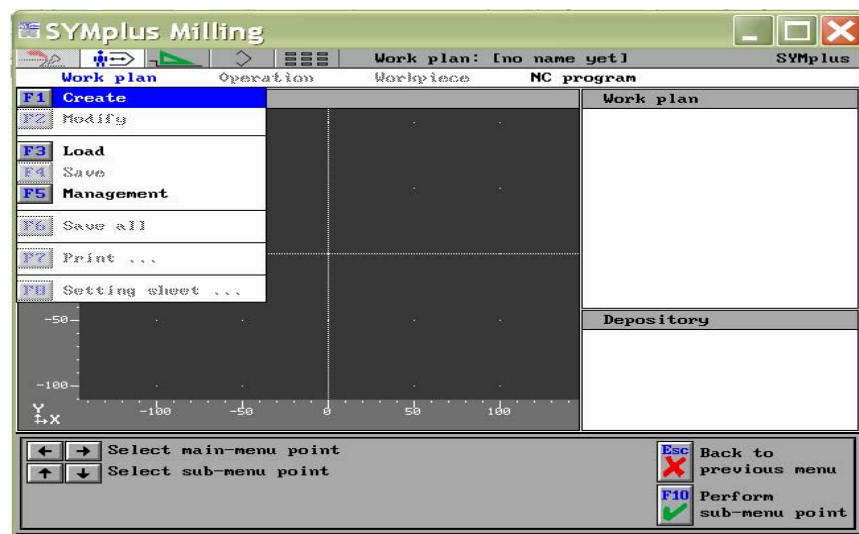 SYMplus Milling
Work plan: [no name yet] SYMplus
Work plan Operation Workpiece NC program
F1 Create
F2 Modify
F3 Load
F4 Save
F5 Management
F6 Save all
F7 Print ...
F8 Setting sheet ...
Work plan
Depository
-50
-100
Y
X
-100 -50 0 50 100
← → Select main-menu point
↑ ↓ Select sub-menu point
Esc Back to
previous menu
F10 Perform
sub-menu point